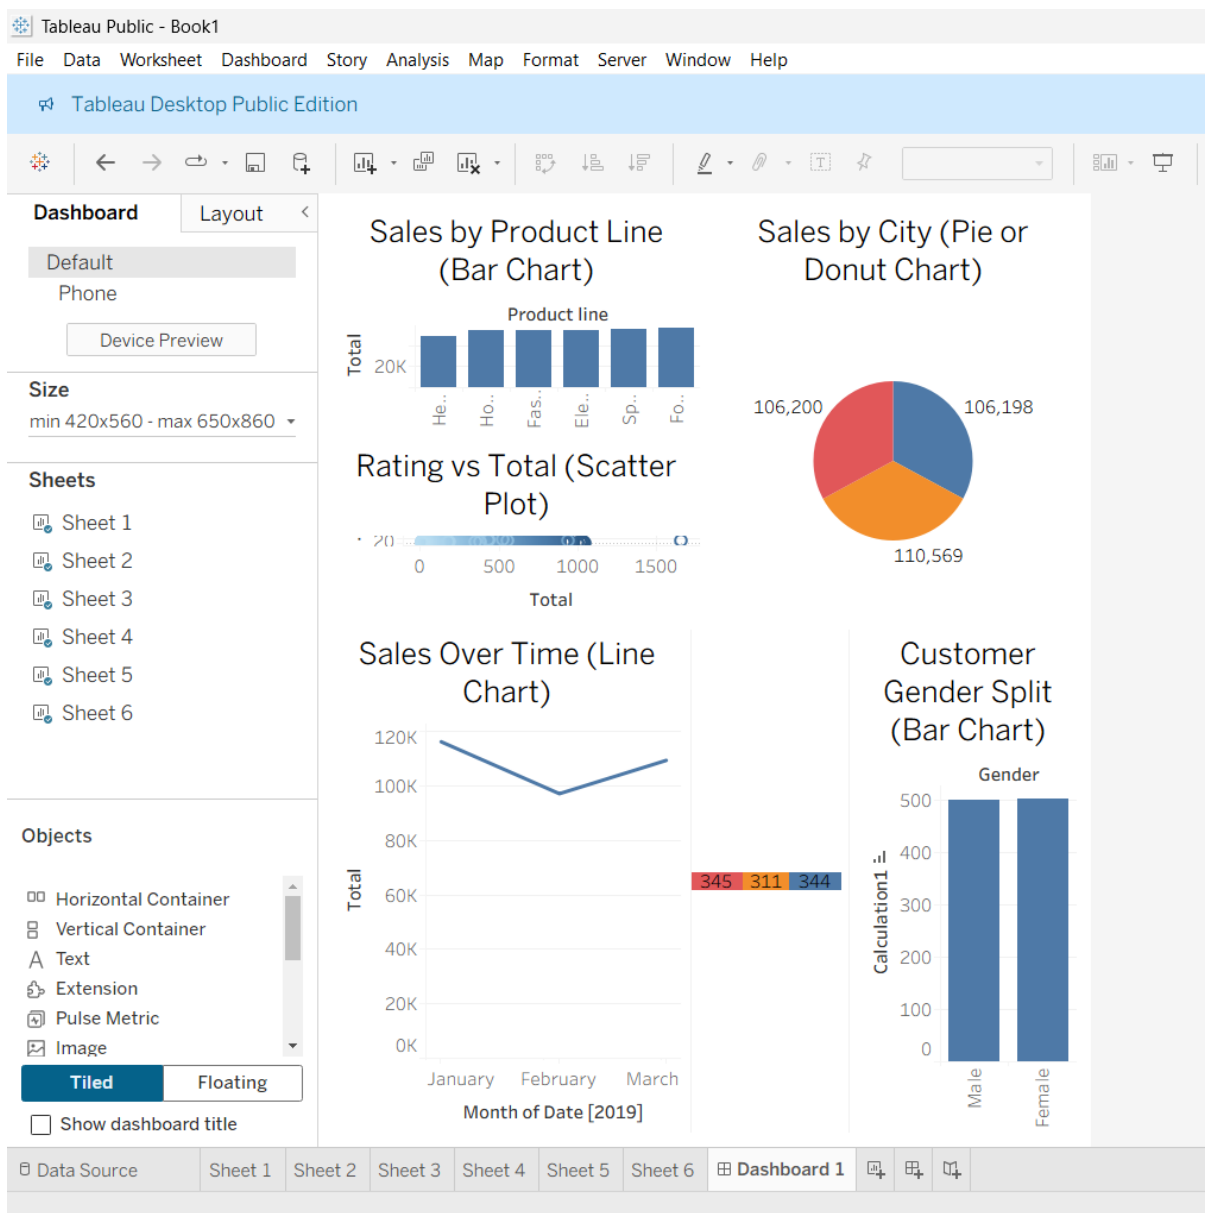 Tableau Public - Book1
File Data Worksheet Dashboard Story Analysis Map Format Server Window Help
Tableau Desktop Public Edition
Dashboard
Layout
Default
Phone
Device Preview
Size
min 420x560 - max 650x860
Sheets
Sheet 1
Sheet 2
Sheet 3
Sheet 4
Sheet 5
Sheet 6
Objects
Horizontal Container
Vertical Container
A Text
Extension
Pulse Metric
Image
Tiled
Floating
Show dashboard title
Sales by Product Line
(Bar Chart)
Product line
Total
20K
He..
Ho..
Fas..
Ele..
Sp..
Fo..
Sales by City (Pie or
Donut Chart)
106,200
106,198
110,569
Rating vs Total (Scatter
Plot)
20
0 500 1000 1500
Total
Sales Over Time (Line
Chart)
120K
100K
80K
60K
40K
20K
0K
Total
January February March
Month of Date [2019]
345 311 344
Customer
Gender Split
(Bar Chart)
Gender
500
400
300
200
100
0
Calculation1
Male
Female
Data Source Sheet 1 Sheet 2 Sheet 3 Sheet 4 Sheet 5 Sheet 6 Dashboard 1